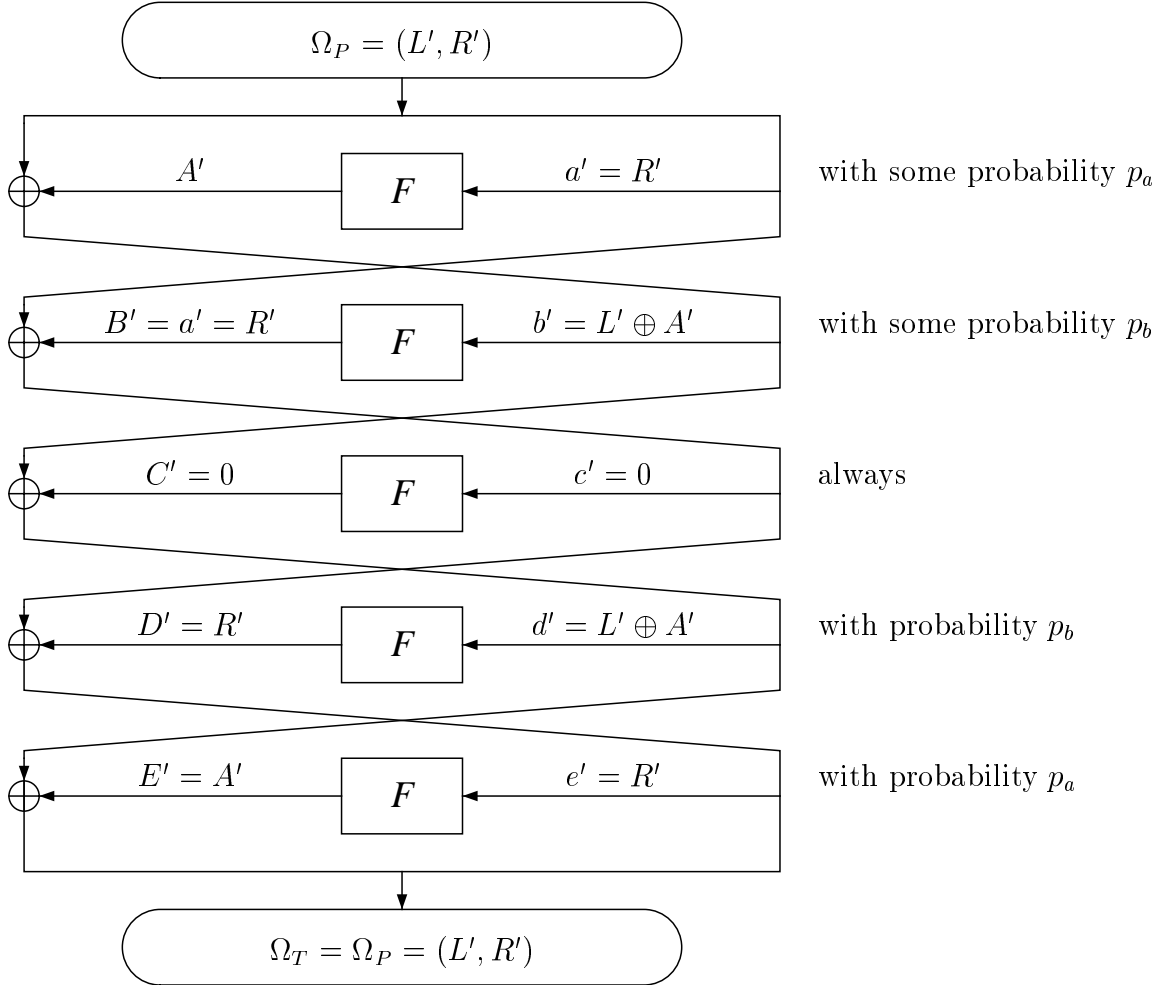 Ω_P = (L′, R′)
A′ F a′ = R′ with some probability p_a
B′ = a′ = R′ F b′ = L′ ⊕ A′ with some probability p_b
C′ = 0 F c′ = 0 always
D′ = R′ F d′ = L′ ⊕ A′ with probability p_b
E′ = A′ F e′ = R′ with probability p_a
Ω_T = Ω_P = (L′, R′)